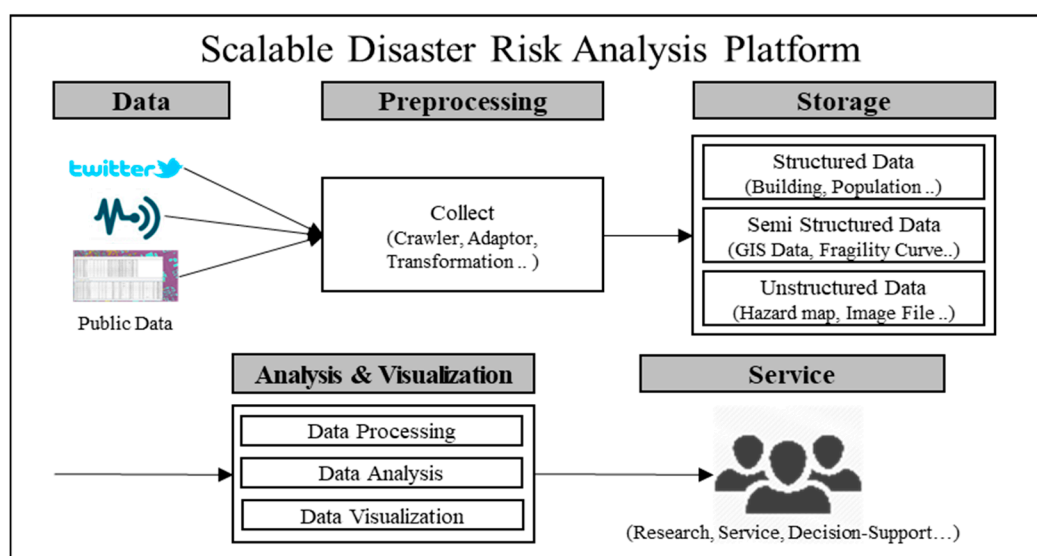 Scalable Disaster Risk Analysis Platform
Data
Preprocessing
Storage
twitter
Public Data
Collect
(Crawler, Adaptor,
Transformation .. )
Structured Data
(Building, Population ..)
Semi Structured Data
(GIS Data, Fragility Curve..)
Unstructured Data
(Hazard map, Image File ..)
Analysis & Visualization
Service
Data Processing
Data Analysis
Data Visualization
(Research, Service, Decision-Support…)